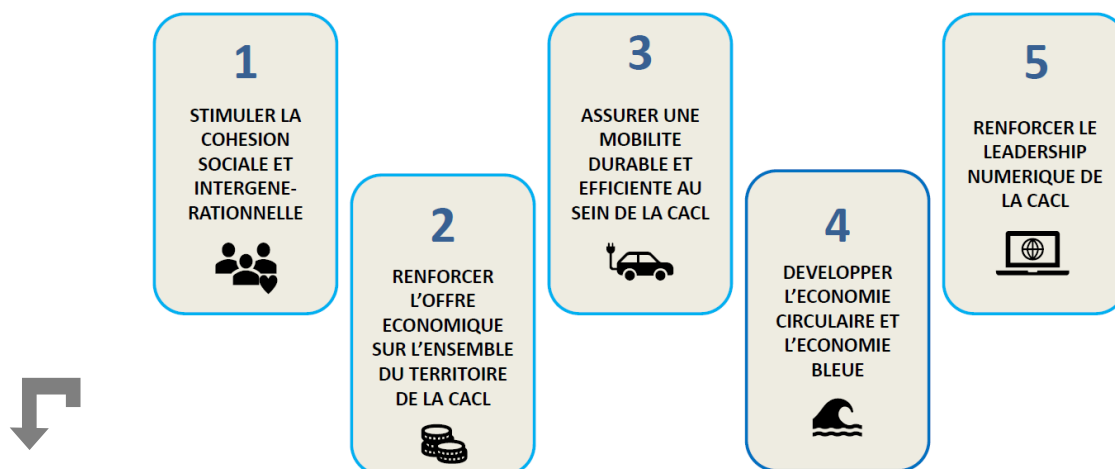 1
STIMULER LA
COHESION
SOCIALE ET
INTERGENE-
RATIONNELLE
2
RENFORCER
L'OFFRE
ECONOMIQUE
SUR L'ENSEMBLE
DU TERRITOIRE
DE LA CACL
3
ASSURER UNE
MOBILITE
DURABLE ET
EFFICIENTE AU
SEIN DE LA CACL
4
DEVELOPPER
L'ECONOMIE
CIRCULAIRE ET
L'ECONOMIE
BLEUE
5
RENFORCER LE
LEADERSHIP
NUMERIQUE DE
LA CACL